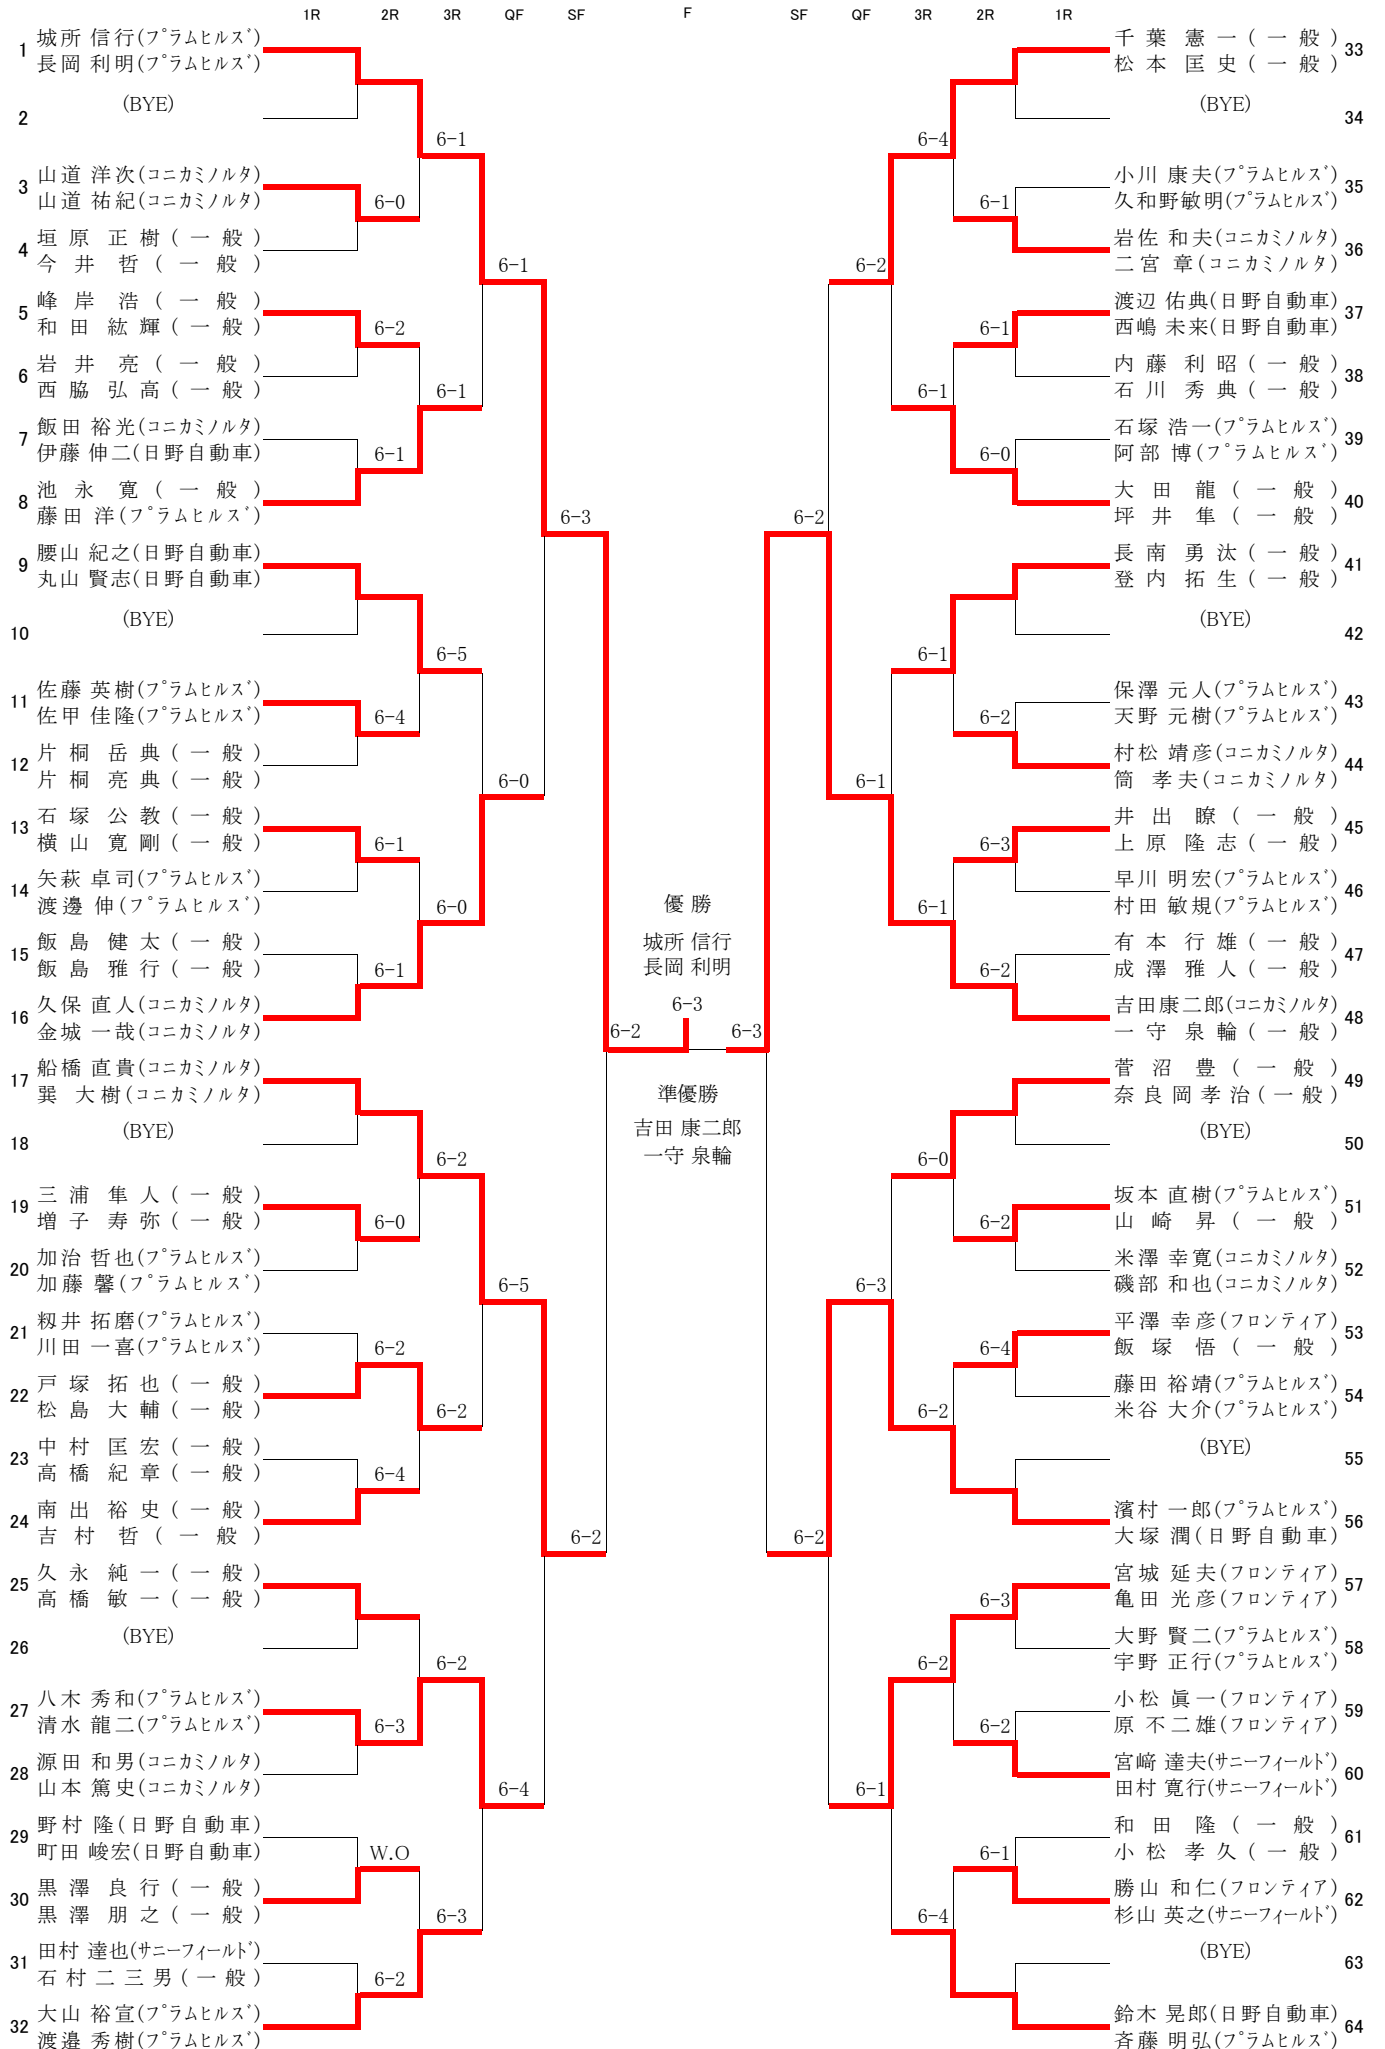 1R 2R 3R QF SF F SF QF 3R 2R 1R
1 城所 信行(プラムヒルズ)
長岡 利明(プラムヒルズ)
2 (BYE)
6-1
3 山道 洋次(コニカミノルタ)
山道 祐紀(コニカミノルタ)
6-0
4 垣原 正樹(一般)
今井 哲(一般)
6-1
5 峰岸 浩(一般)
和田 紘輝(一般)
6-2
6 岩井 亮(一般)
西脇 弘高(一般)
6-1
7 飯田 裕光(コニカミノルタ)
伊藤 伸二(日野自動車)
6-1
8 池永 寛(一般)
藤田 洋(プラムヒルズ)
6-3
9 腰山 紀之(日野自動車)
丸山 賢志(日野自動車)
10 (BYE)
6-5
11 佐藤 英樹(プラムヒルズ)
佐甲 佳隆(プラムヒルズ)
6-4
12 片桐 岳典(一般)
片桐 亮典(一般)
6-0
13 石塚 公教(一般)
横山 寛剛(一般)
6-1
14 矢萩 卓司(プラムヒルズ)
渡邊 伸(プラムヒルズ)
6-0
15 飯島 健太(一般)
飯島 雅行(一般)
6-1
16 久保 直人(コニカミノルタ)
金城 一哉(コニカミノルタ)
6-2
17 船橋 直貴(コニカミノルタ)
巽 大樹(コニカミノルタ)
18 (BYE)
6-2
19 三浦 隼人(一般)
増子 寿弥(一般)
6-0
20 加治 哲也(プラムヒルズ)
加藤 馨(プラムヒルズ)
6-5
21 籾井 拓磨(プラムヒルズ)
川田 一喜(プラムヒルズ)
6-2
22 戸塚 拓也(一般)
松島 大輔(一般)
6-2
23 中村 匡宏(一般)
高橋 紀章(一般)
6-4
24 南出 裕史(一般)
吉村 哲(一般)
6-2
25 久永 純一(一般)
高橋 敏一(一般)
26 (BYE)
6-2
27 八木 秀和(プラムヒルズ)
清水 龍二(プラムヒルズ)
6-3
28 源田 和男(コニカミノルタ)
山本 篤史(コニカミノルタ)
6-4
29 野村 隆(日野自動車)
町田 峻宏(日野自動車)
W.O
30 黒澤 良行(一般)
黒澤 朋之(一般)
6-3
31 田村 達也(サニーフィールド)
石村 二三男(一般)
6-2
32 大山 裕宣(プラムヒルズ)
渡邉 秀樹(プラムヒルズ)
優勝
城所 信行
長岡 利明
6-3
準優勝
吉田 康二郎
一守 泉輪
千葉 憲一(一般) 33
松本 匡史(一般)
(BYE) 34
6-4
小川 康夫(プラムヒルズ) 35
久和野敏明(プラムヒルズ)
6-1
岩佐 和夫(コニカミノルタ) 36
二宮 章(コニカミノルタ)
6-2
渡辺 佑典(日野自動車) 37
西嶋 未来(日野自動車)
6-1
内藤 利昭(一般) 38
石川 秀典(一般)
6-1
石塚 浩一(プラムヒルズ) 39
阿部 博(プラムヒルズ)
6-0
大田 龍(一般) 40
坪井 隼(一般)
6-2
長南 勇汰(一般) 41
登内 拓生(一般)
(BYE) 42
6-1
保澤 元人(プラムヒルズ) 43
天野 元樹(プラムヒルズ)
6-2
村松 靖彦(コニカミノルタ) 44
筒 孝夫(コニカミノルタ)
6-1
井出 瞭(一般) 45
上原 隆志(一般)
6-3
早川 明宏(プラムヒルズ) 46
村田 敏規(プラムヒルズ)
6-1
有本 行雄(一般) 47
成澤 雅人(一般)
6-2
吉田康二郎(コニカミノルタ) 48
一守 泉輪(一般)
6-3
菅沼 豊(一般) 49
奈良岡孝治(一般)
(BYE) 50
6-0
坂本 直樹(プラムヒルズ) 51
山崎 昇(一般)
6-2
米澤 幸寛(コニカミノルタ) 52
磯部 和也(コニカミノルタ)
6-3
平澤 幸彦(フロンティア) 53
飯塚 悟(一般)
6-4
藤田 裕靖(プラムヒルズ) 54
米谷 大介(プラムヒルズ)
6-2
(BYE) 55
濱村 一郎(プラムヒルズ) 56
大塚 潤(日野自動車)
6-2
宮城 延夫(フロンティア) 57
亀田 光彦(フロンティア)
6-3
大野 賢二(プラムヒルズ) 58
宇野 正行(プラムヒルズ)
6-2
小松 眞一(フロンティア) 59
原 不二雄(フロンティア)
6-2
宮﨑 達夫(サニーフィールド) 60
田村 寛行(サニーフィールド)
6-1
和田 隆(一般) 61
小松 孝久(一般)
6-1
勝山 和仁(フロンティア) 62
杉山 英之(サニーフィールド)
6-4
(BYE) 63
鈴木 晃郎(日野自動車) 64
斉藤 明弘(プラムヒルズ)